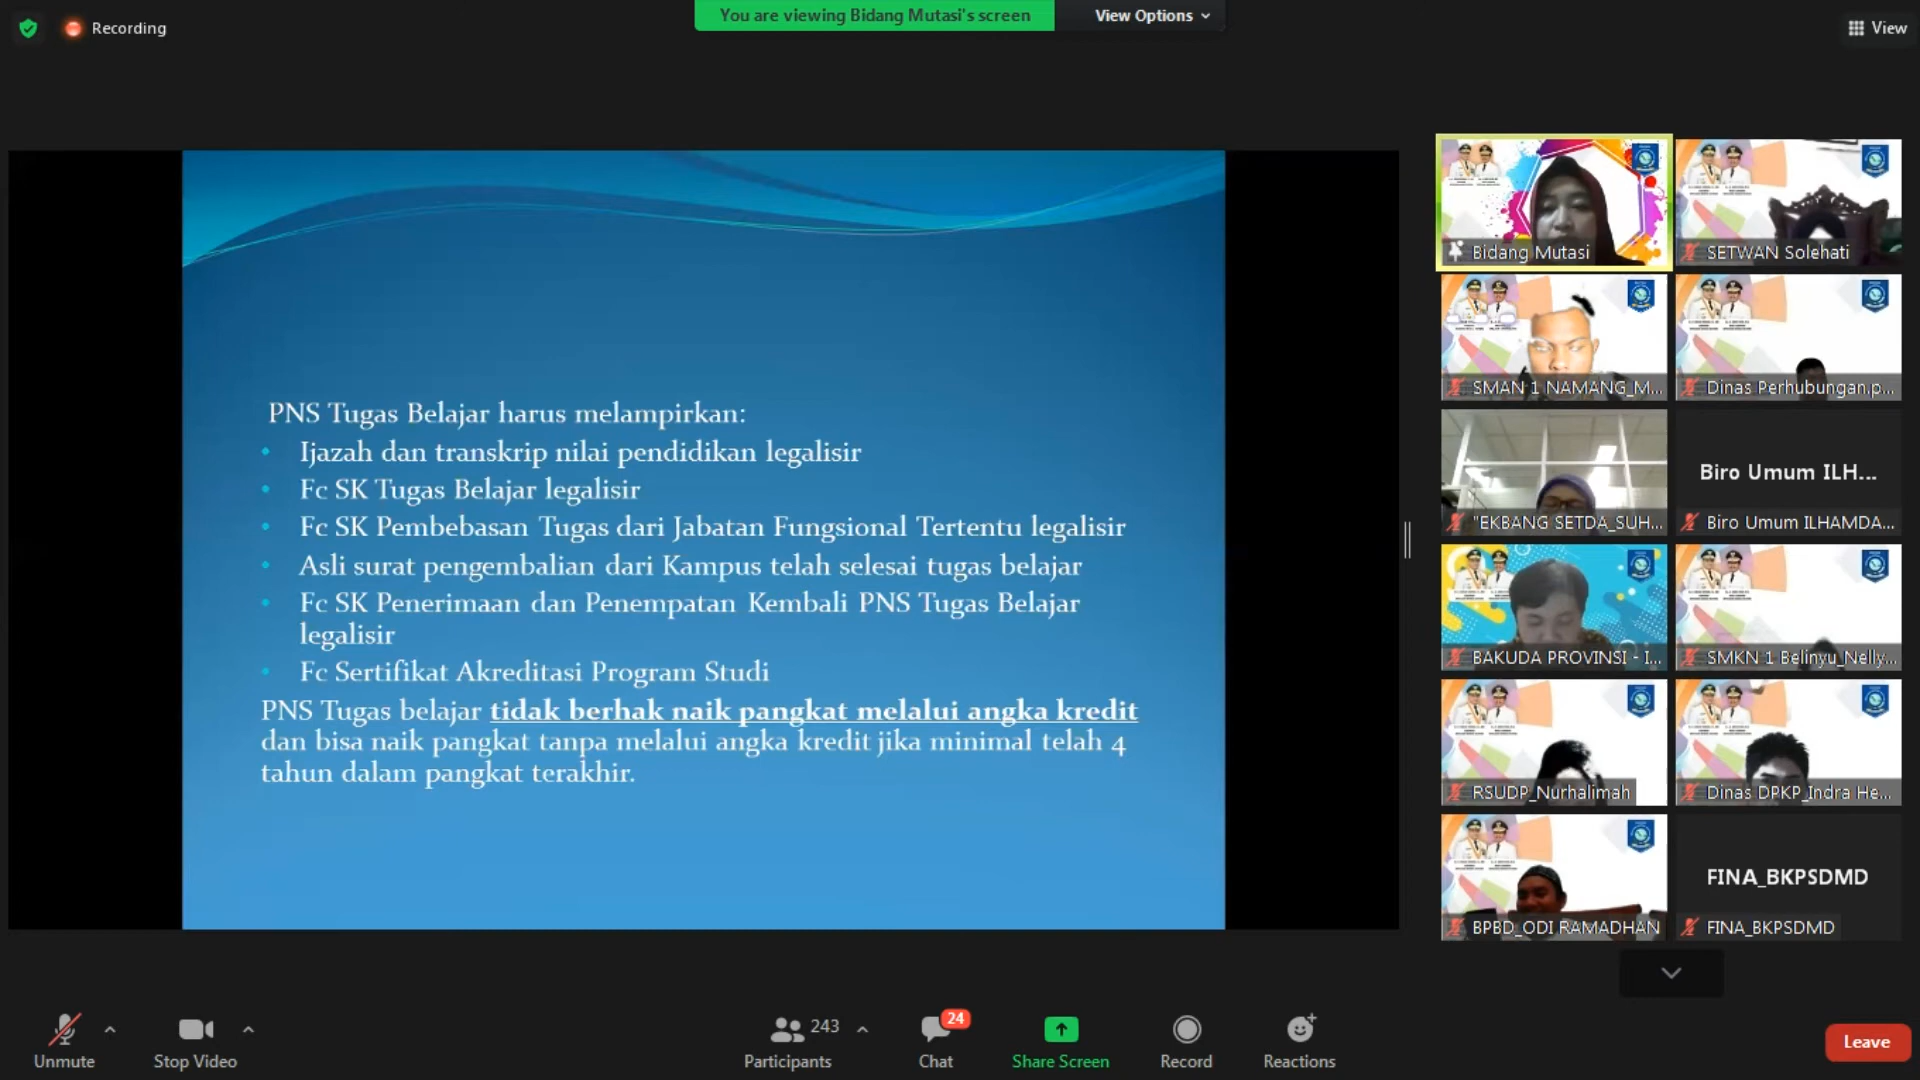 Recording
You are viewing Bidang Mutasi's screen
View Options
View
PNS Tugas Belajar harus melampirkan:
• Ijazah dan transkrip nilai pendidikan legalisir
• Fc SK Tugas Belajar legalisir
• Fc SK Pembebasan Tugas dari Jabatan Fungsional Tertentu legalisir
• Asli surat pengembalian dari Kampus telah selesai tugas belajar
• Fc SK Penerimaan dan Penempatan Kembali PNS Tugas Belajar
legalisir
• Fc Sertifikat Akreditasi Program Studi
PNS Tugas belajar tidak berhak naik pangkat melalui angka kredit
dan bisa naik pangkat tanpa melalui angka kredit jika minimal telah 4
tahun dalam pangkat terakhir.
Bidang Mutasi
SETWAN Solehati
SMAN 1 NAMANG_M...
Dinas Perhubungan.p...
"EKBANG SETDA_SUH...
Biro Umum ILH...
Biro Umum ILHAMDA...
BAKUDA PROVINSI - I...
SMKN 1 Belinyu_Nelly...
RSUDP_Nurhalimah
Dinas DPKP_Indra He...
BPBD_ODI RAMADHAN
FINA_BKPSDMD
FINA_BKPSDMD
Unmute
Stop Video
243
Participants
24
Chat
Share Screen
Record
Reactions
Leave